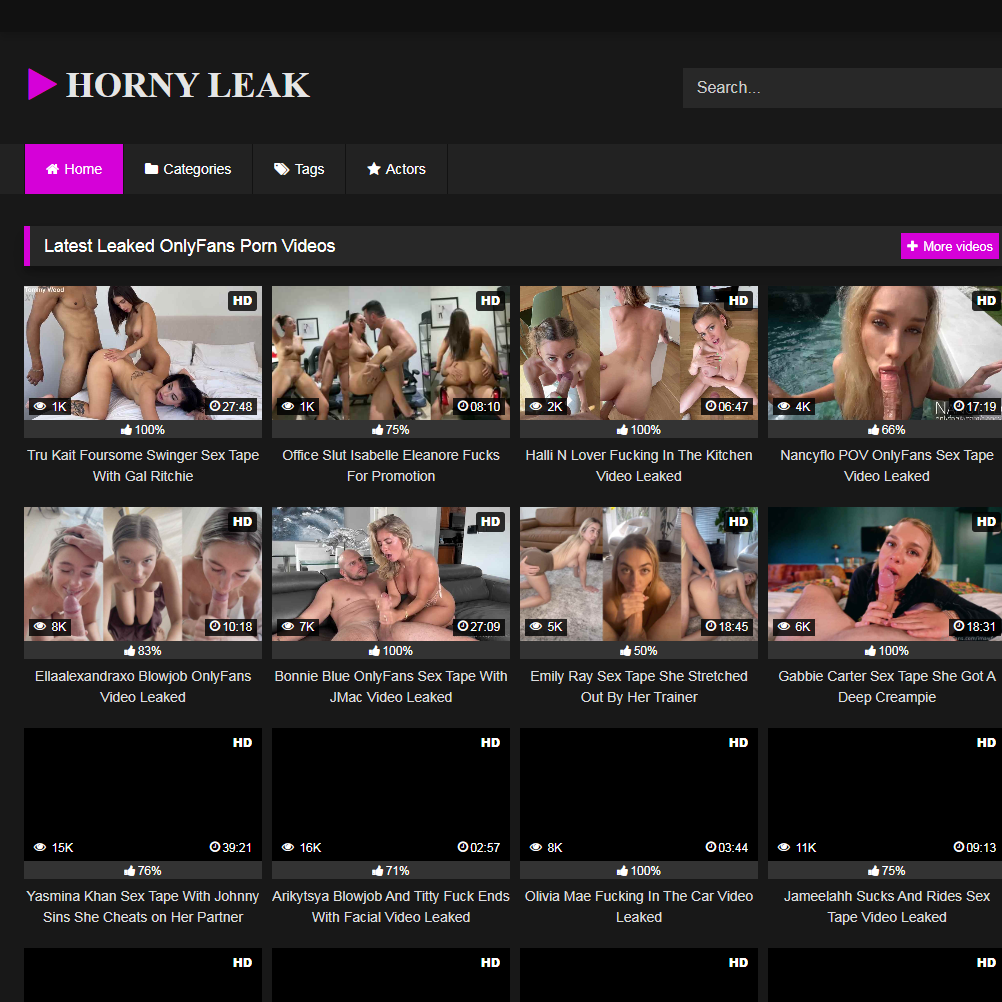 HORNY LEAK
Search...
Home
Categories
Tags
Actors
Latest Leaked OnlyFans Porn Videos
More videos
HD
HD
HD
HD
1K
27:48
1K
08:10
2K
06:47
4K
17:19
100%
75%
100%
66%
Tru Kait Foursome Swinger Sex Tape
With Gal Ritchie
Office Slut Isabelle Eleanore Fucks
For Promotion
Halli N Lover Fucking In The Kitchen
Video Leaked
Nancyflo POV OnlyFans Sex Tape
Video Leaked
HD
HD
HD
HD
8K
10:18
7K
27:09
5K
18:45
6K
18:31
83%
100%
50%
100%
Ellaalexandraxo Blowjob OnlyFans
Video Leaked
Bonnie Blue OnlyFans Sex Tape With
JMac Video Leaked
Emily Ray Sex Tape She Stretched
Out By Her Trainer
Gabbie Carter Sex Tape She Got A
Deep Creampie
HD
HD
HD
HD
15K
39:21
16K
02:57
8K
03:44
11K
09:13
76%
71%
100%
75%
Yasmina Khan Sex Tape With Johnny
Sins She Cheats on Her Partner
Arikytsya Blowjob And Titty Fuck Ends
With Facial Video Leaked
Olivia Mae Fucking In The Car Video
Leaked
Jameelahh Sucks And Rides Sex
Tape Video Leaked
HD
HD
HD
HD